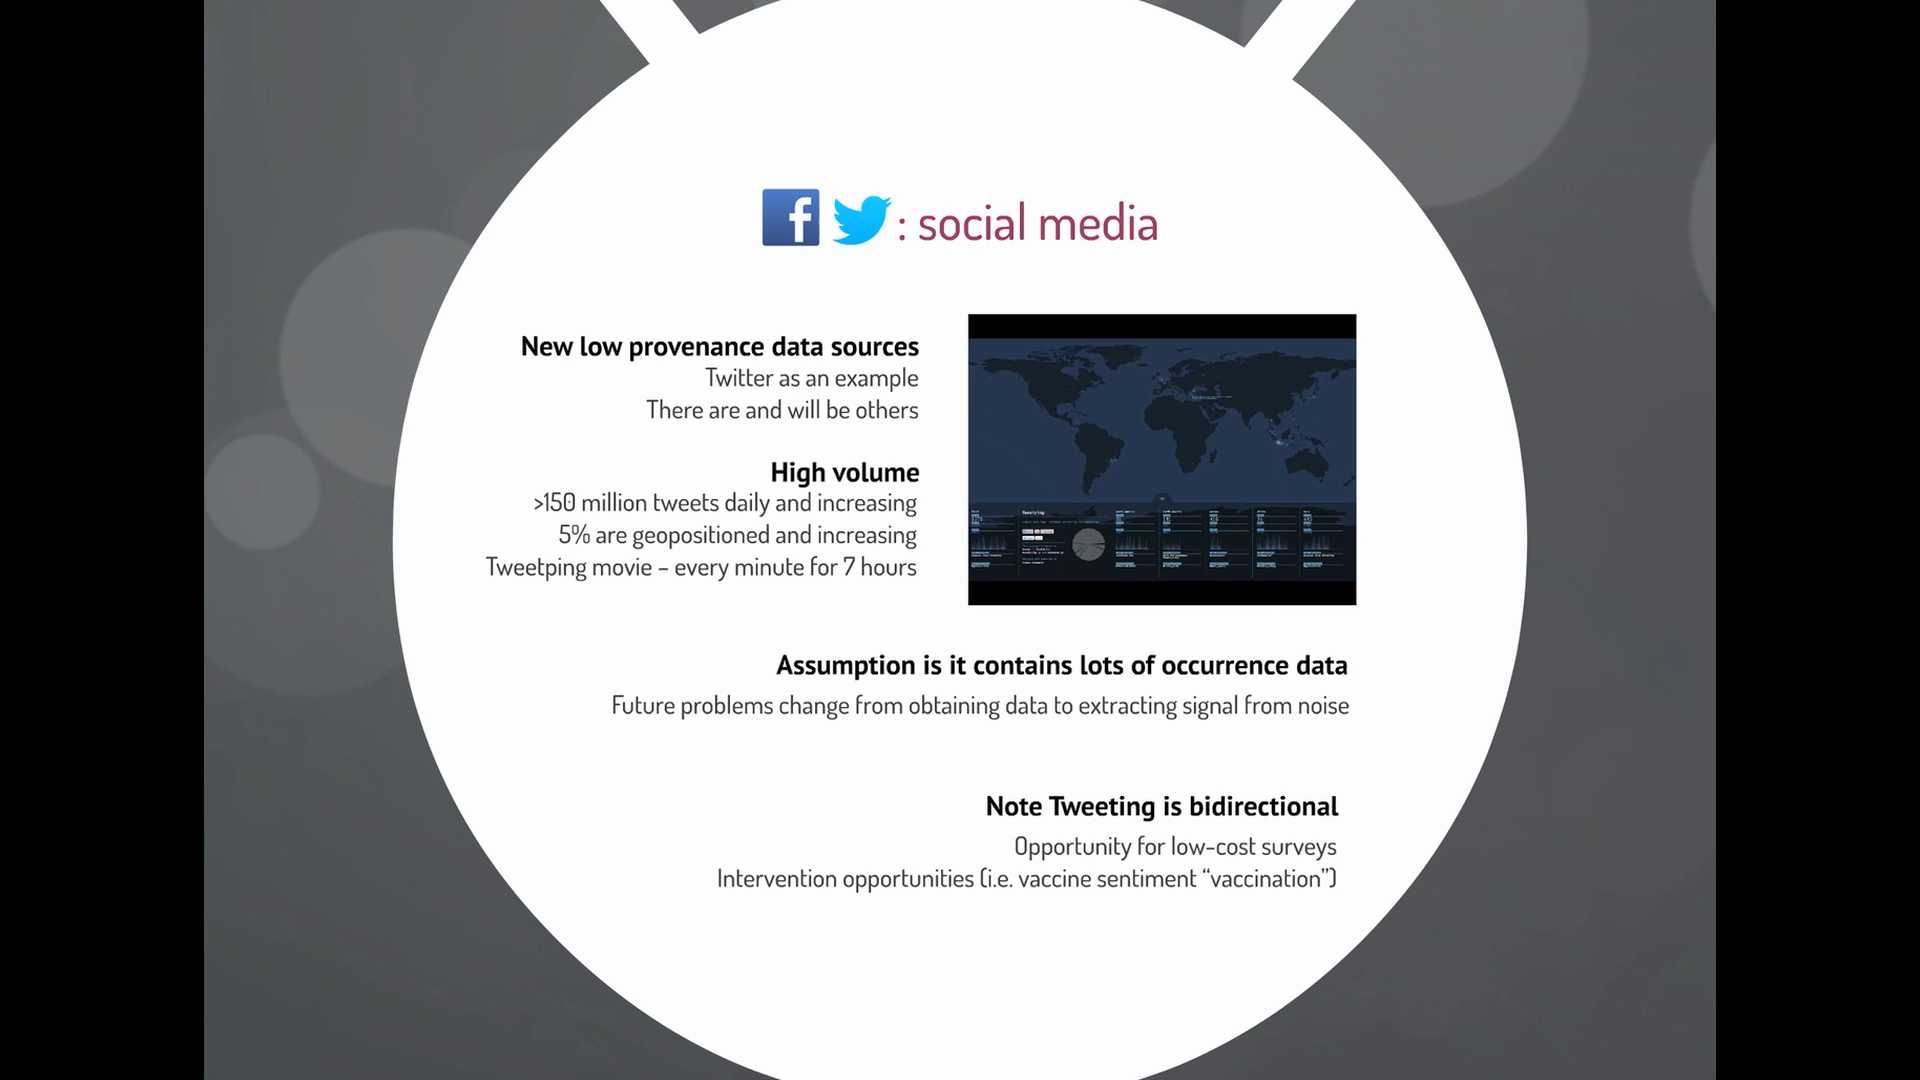 : social media
New low provenance data sources
Twitter as an example
There are and will be others
High volume
>150 million tweets daily and increasing
5% are geopositioned and increasing
Tweetping movie – every minute for 7 hours
Assumption is it contains lots of occurrence data
Future problems change from obtaining data to extracting signal from noise
Note Tweeting is bidirectional
Opportunity for low-cost surveys
Intervention opportunities (i.e. vaccine sentiment “vaccination”)